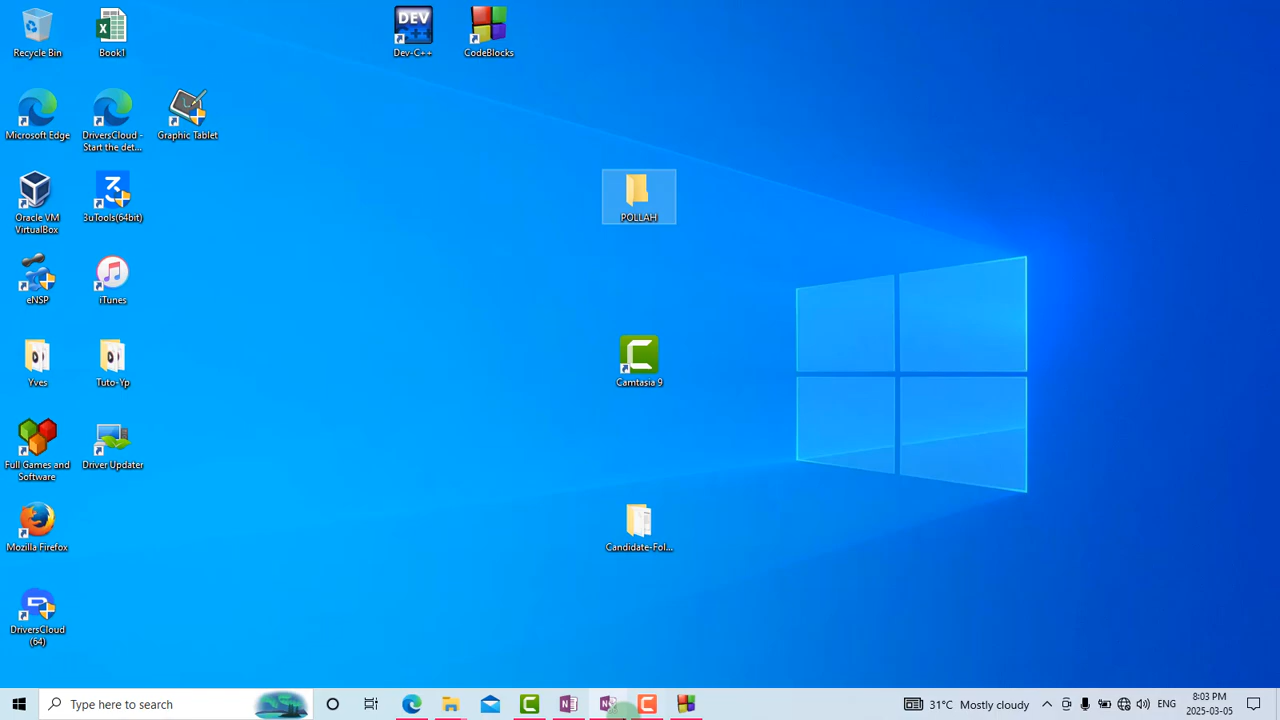 Recycle Bin
Book1
DEV
C++
Dev-C++
CodeBlocks
Microsoft Edge
DriversCloud -
Start the det...
Graphic Tablet
Oracle VM
VirtualBox
3uTools(64bit)
POLLAH
eNSP
iTunes
Yves
Tuto-Yp
Camtasia 9
Full Games and
Software
Driver Updater
Mozilla Firefox
Candidate-Fol...
DriversCloud
(64)
Type here to search
31°C Mostly cloudy
ENG
8:03 PM
2025-03-05